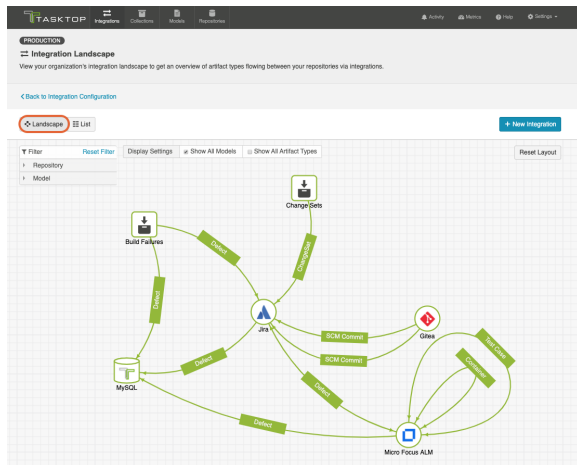 TASKTOP
Integrations
Collections
Models
Repositories
Activity
Metrics
Help
Settings
PRODUCTION
Integration Landscape
View your organization's integration landscape to get an overview of artifact types flowing between your repositories via integrations.
Back to Integration Configuration
Landscape
List
+ New Integration
Filter
Reset Filter
Display Settings
Show All Models
Show All Artifact Types
Reset Layout
Repository
Model
Change Sets
Build Failures
Defect
ChangeSet
Defect
Jira
Gitea
SCM Commit
Test Case
SCM Commit
Defect
Container
MySQL
Defect
Defect
Micro Focus ALM